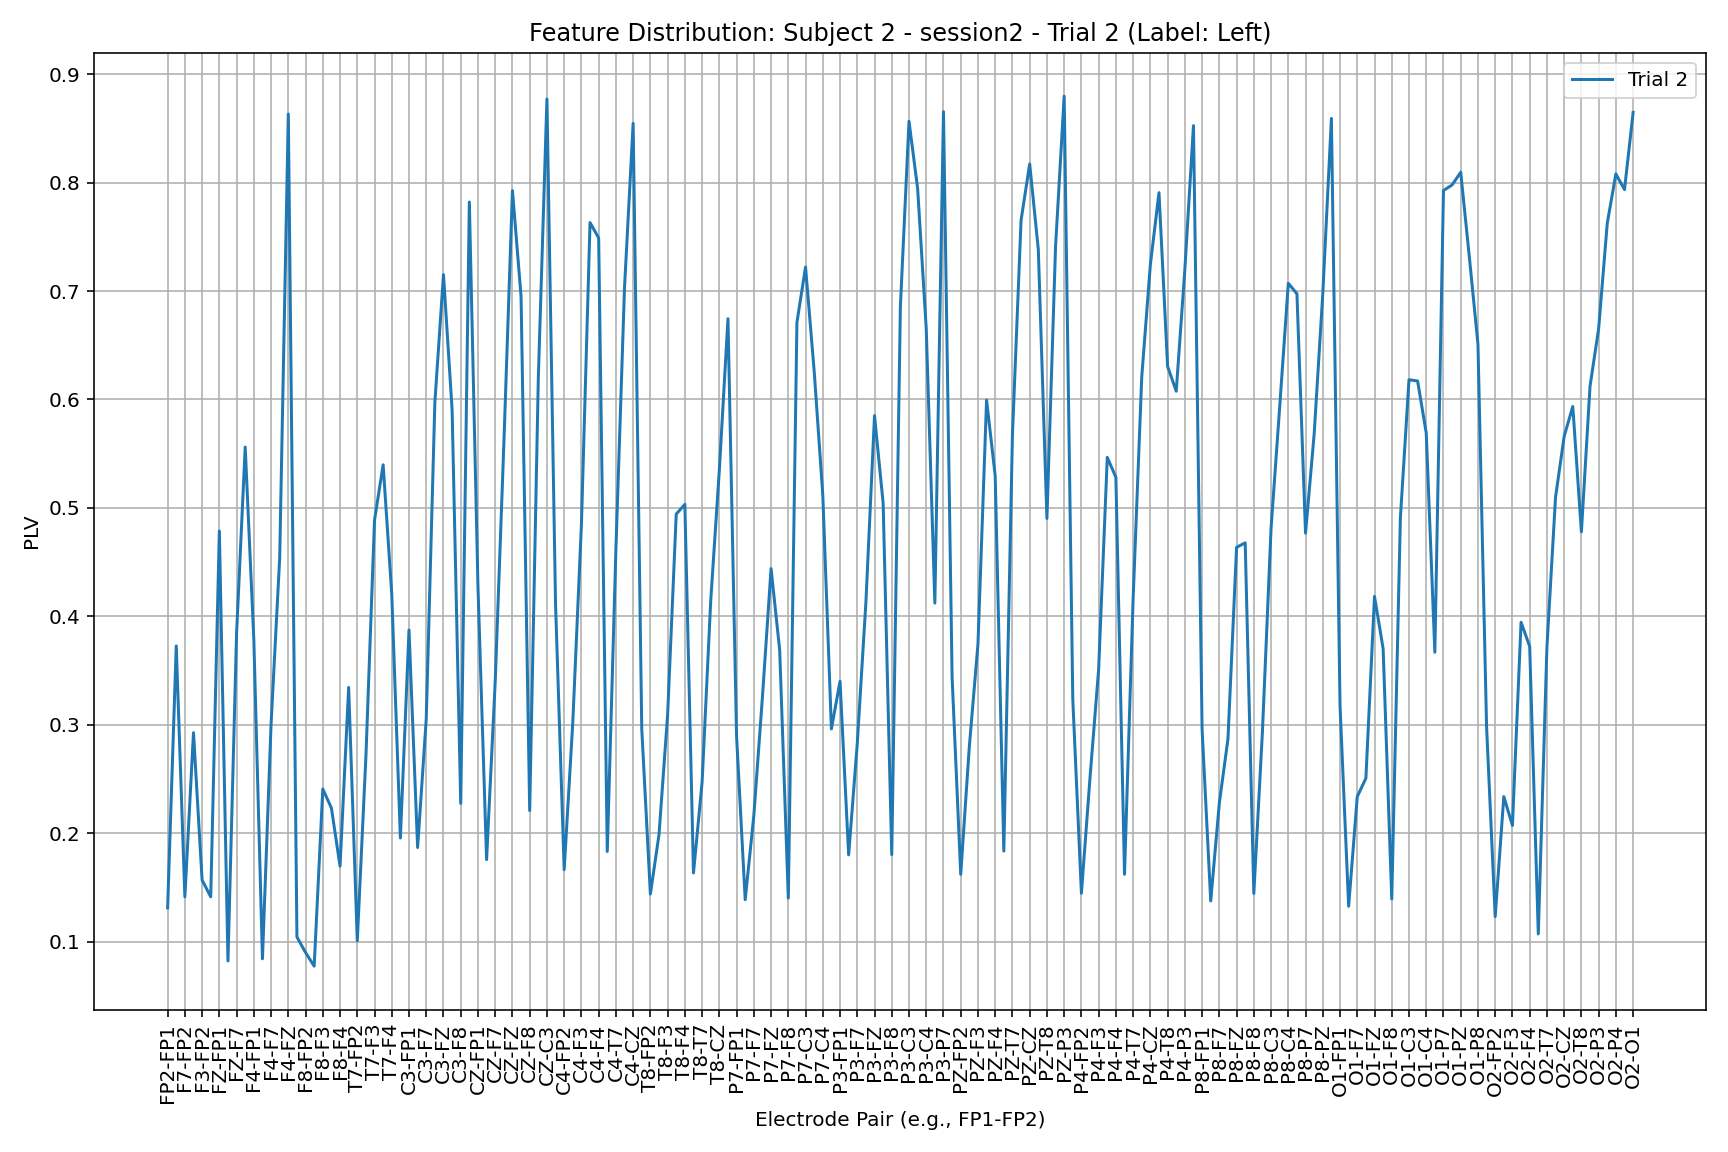 Feature Distribution: Subject 2 - session2 - Trial 2 (Label: Left)
Trial 2
PLV
0.9
0.8
0.7
0.6
0.5
0.4
0.3
0.2
0.1
FP2-FP1
F7-FP2
F3-FP2
FZ-FP1
FZ-F7
F4-FP1
F4-F7
F4-FZ
F8-FP2
F8-F3
F8-F4
T7-FP2
T7-F3
T7-F4
C3-FP1
C3-F7
C3-FZ
C3-F8
CZ-FP1
CZ-F7
CZ-FZ
CZ-F8
CZ-C3
C4-FP2
C4-F3
C4-F4
C4-T7
C4-CZ
T8-FP2
T8-F3
T8-F4
T8-T7
T8-CZ
P7-FP1
P7-F7
P7-FZ
P7-F8
P7-C3
P7-C4
P3-FP1
P3-F7
P3-FZ
P3-F8
P3-C3
P3-C4
P3-P7
PZ-FP2
PZ-F3
PZ-F4
PZ-T7
PZ-CZ
PZ-T8
PZ-P3
P4-FP2
P4-F3
P4-F4
P4-T7
P4-CZ
P4-T8
P4-P3
P8-FP1
P8-F7
P8-FZ
P8-F8
P8-C3
P8-C4
P8-P7
P8-PZ
O1-FP1
O1-F7
O1-FZ
O1-F8
O1-C3
O1-C4
O1-P7
O1-PZ
O1-P8
O2-FP2
O2-F3
O2-F4
O2-T7
O2-CZ
O2-T8
O2-P3
O2-P4
O2-O1
Electrode Pair (e.g., FP1-FP2)